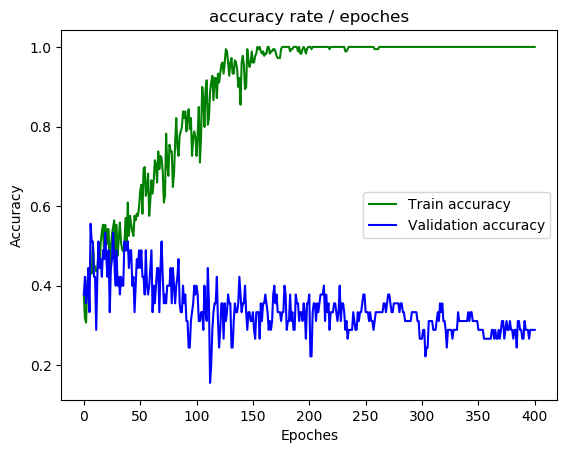 accuracy rate / epoches
Accuracy
1.0
0.8
0.6
0.4
0.2
Train accuracy
Validation accuracy
0 50 100 150 200 250 300 350 400
Epoches